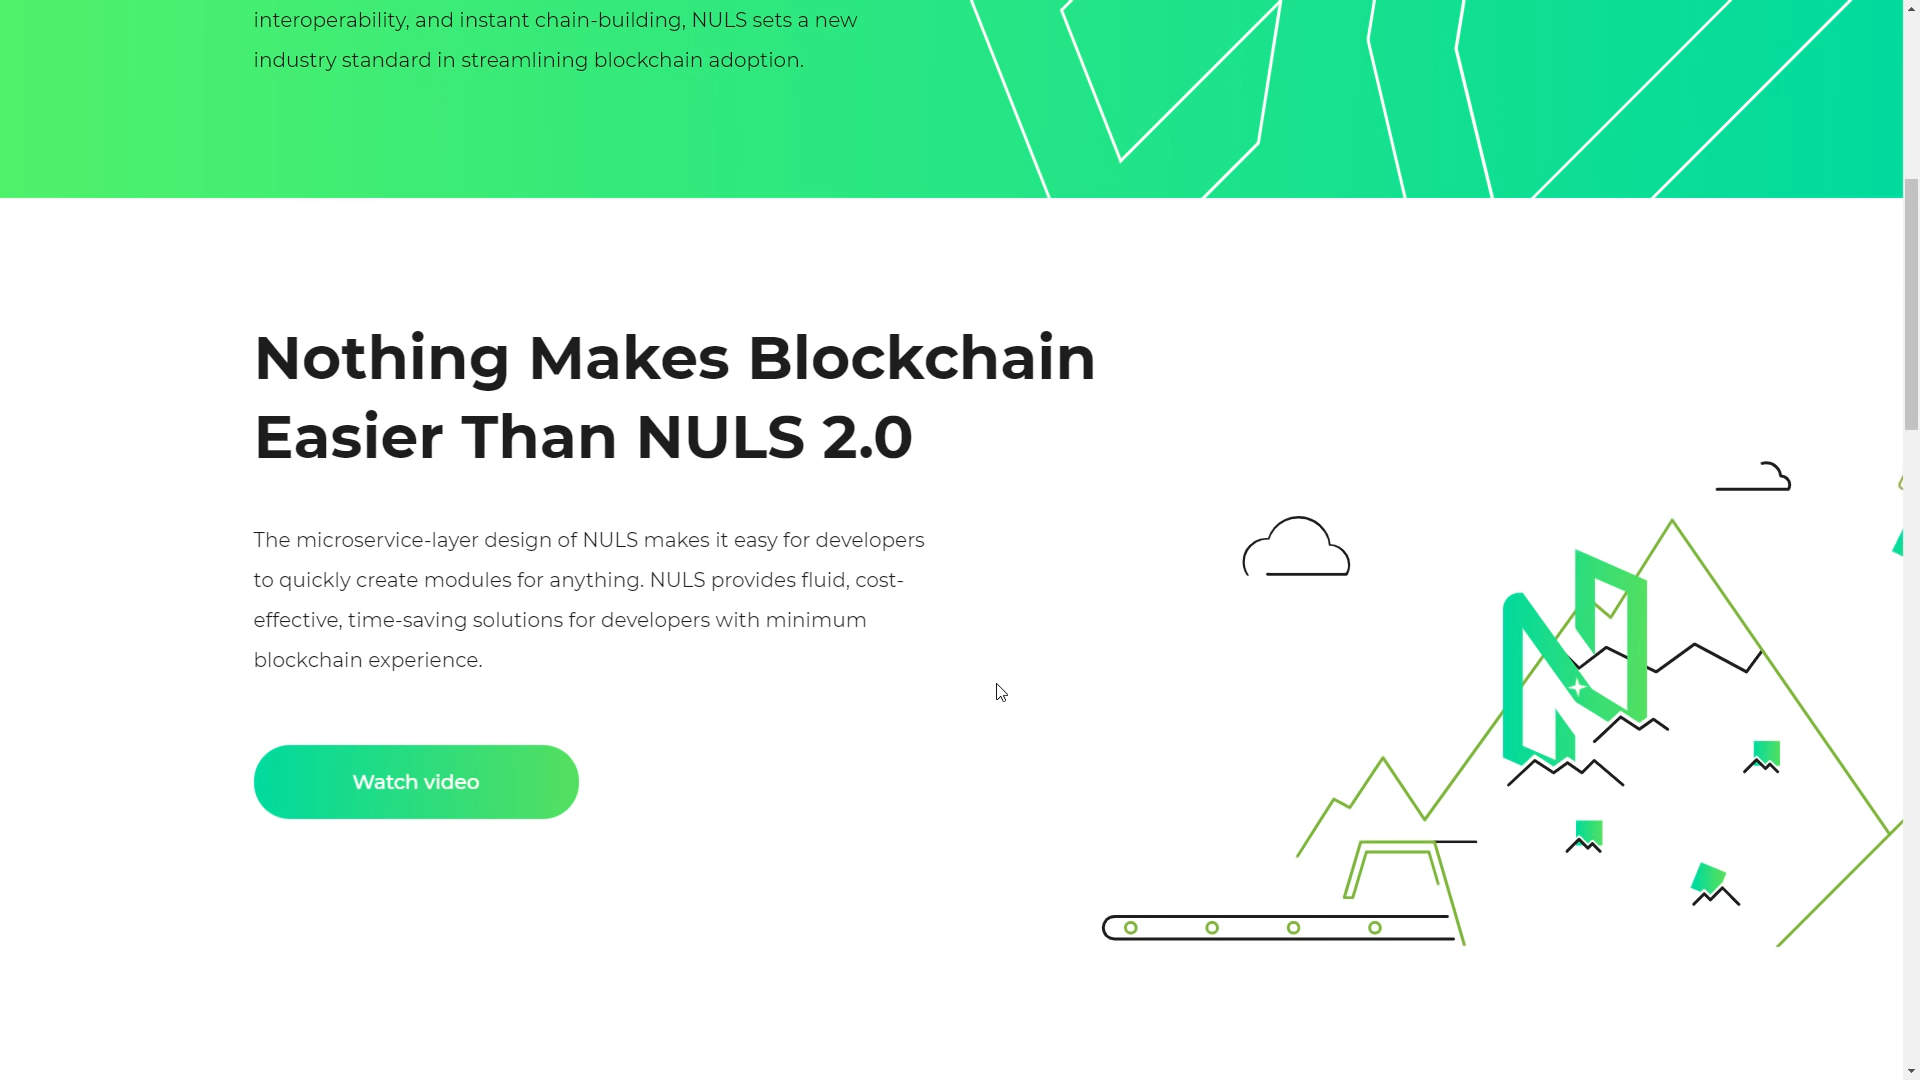 interoperability, and instant chain-building, NULS sets a new
industry standard in streamlining blockchain adoption.
Nothing Makes Blockchain
Easier Than NULS 2.0
The microservice-layer design of NULS makes it easy for developers
to quickly create modules for anything. NULS provides fluid, cost-
effective, time-saving solutions for developers with minimum
blockchain experience.
Watch video